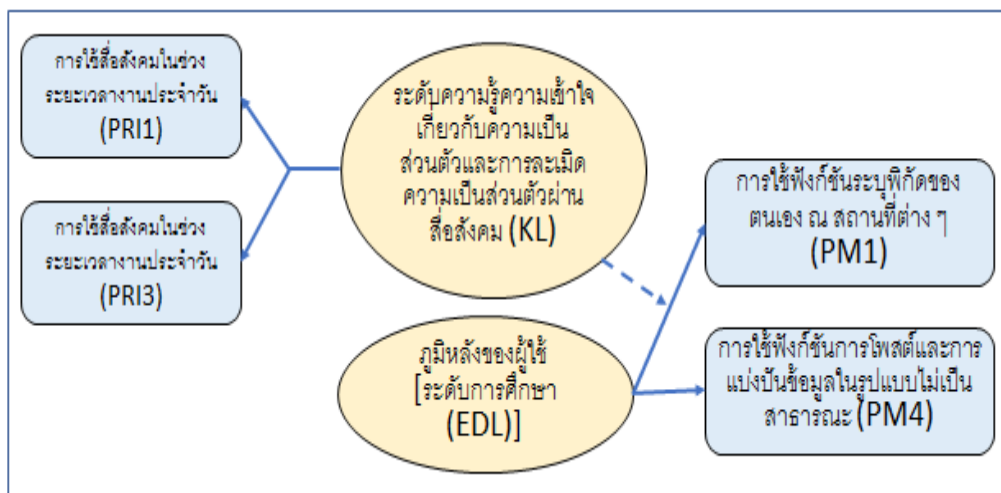 การใช้สื่อสังคมในช่วง
ระยะเวลางานประจำวัน
(PRI1)
การใช้สื่อสังคมในช่วง
ระยะเวลางานประจำวัน
(PRI3)
ระดับความรู้ความเข้าใจ
เกี่ยวกับความเป็น
ส่วนตัวและการละเมิด
ความเป็นส่วนตัวผ่าน
สื่อสังคม (KL)
ภูมิหลังของผู้ใช้
[ระดับการศึกษา
(EDL)]
การใช้ฟังก์ชันระบุพิกัดของ
ตนเอง ณ สถานที่ต่าง ๆ
(PM1)
การใช้ฟังก์ชันการโพสต์และการ
แบ่งปันข้อมูลในรูปแบบไม่เป็น
สาธารณะ (PM4)